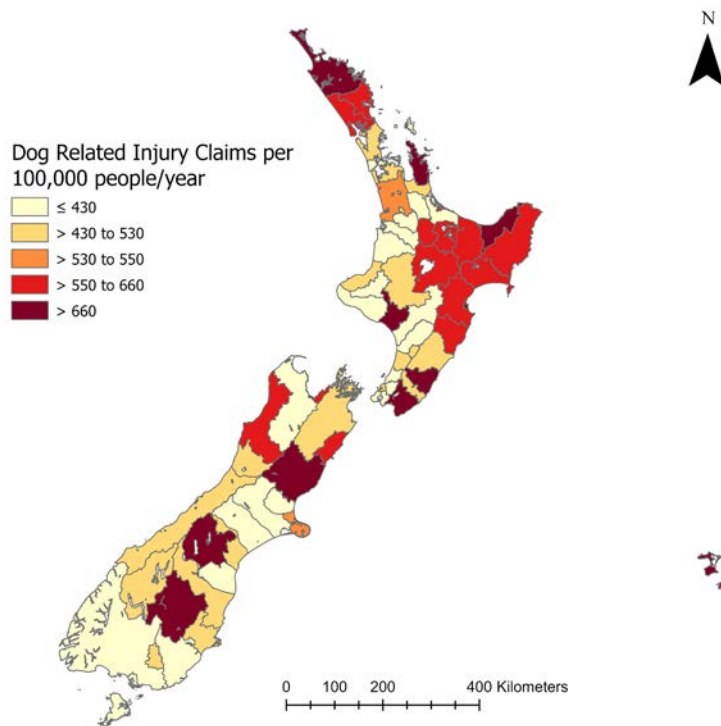 N
Dog Related Injury Claims per
100,000 people/year
≤ 430
> 430 to 530
> 530 to 550
> 550 to 660
> 660
0 100 200 400 Kilometers